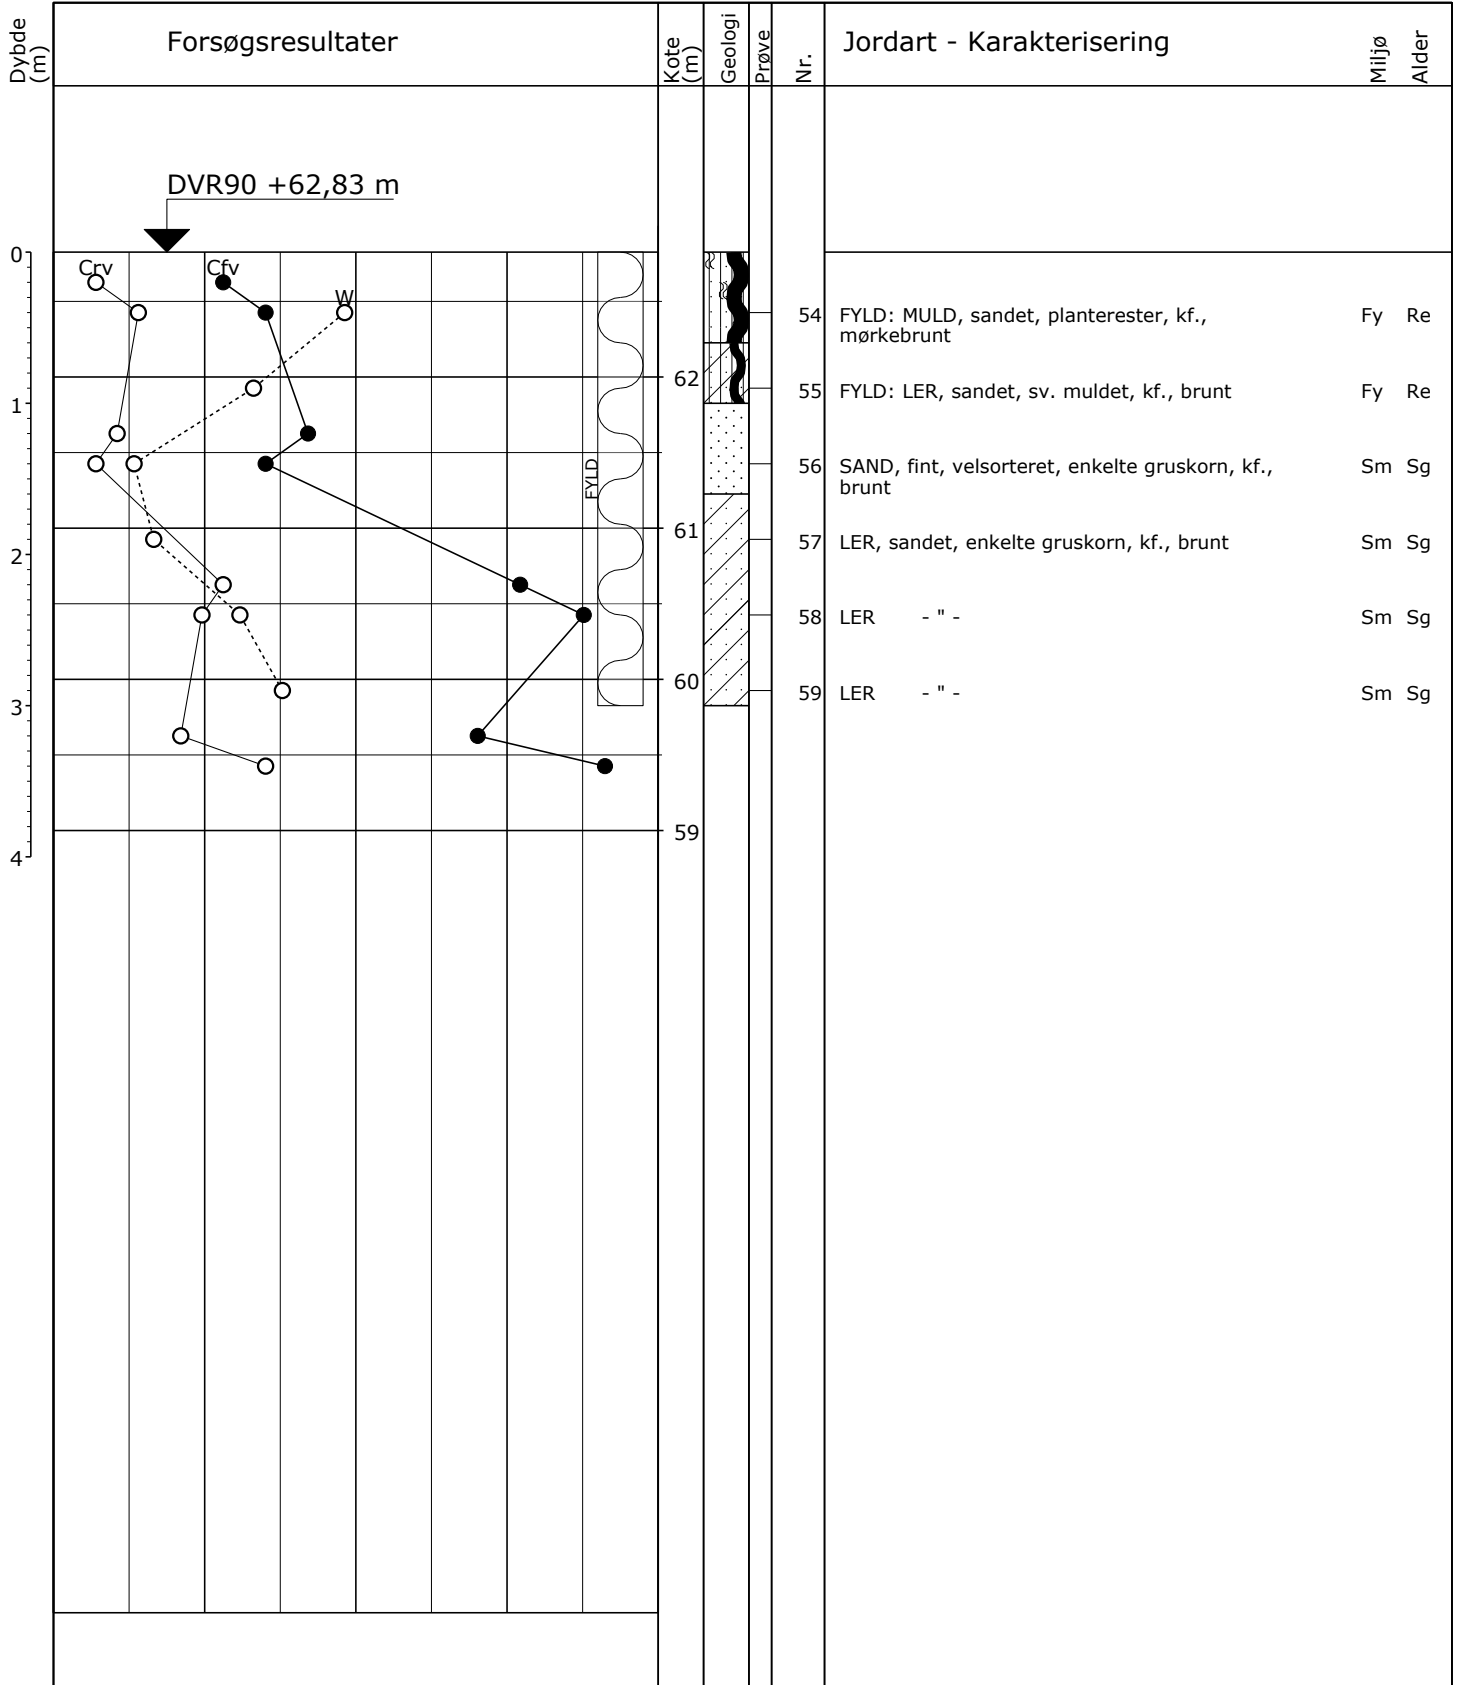 Dybde
(m)
Forsøgsresultater
Kote
(m)
Geologi
Prøve
Nr.
Jordart - Karakterisering
Miljø
Alder
DVR90 +62,83 m
0
Crv
Cfv
W
54 FYLD: MULD, sandet, planterester, kf., Fy Re
mørkebrunt
62
55 FYLD: LER, sandet, sv. muldet, kf., brunt Fy Re
1
56 SAND, fint, velsorteret, enkelte gruskorn, kf., Sm Sg
brunt
FYLD
61
57 LER, sandet, enkelte gruskorn, kf., brunt Sm Sg
2
58 LER - " - Sm Sg
60
59 LER - " - Sm Sg
3
59
4